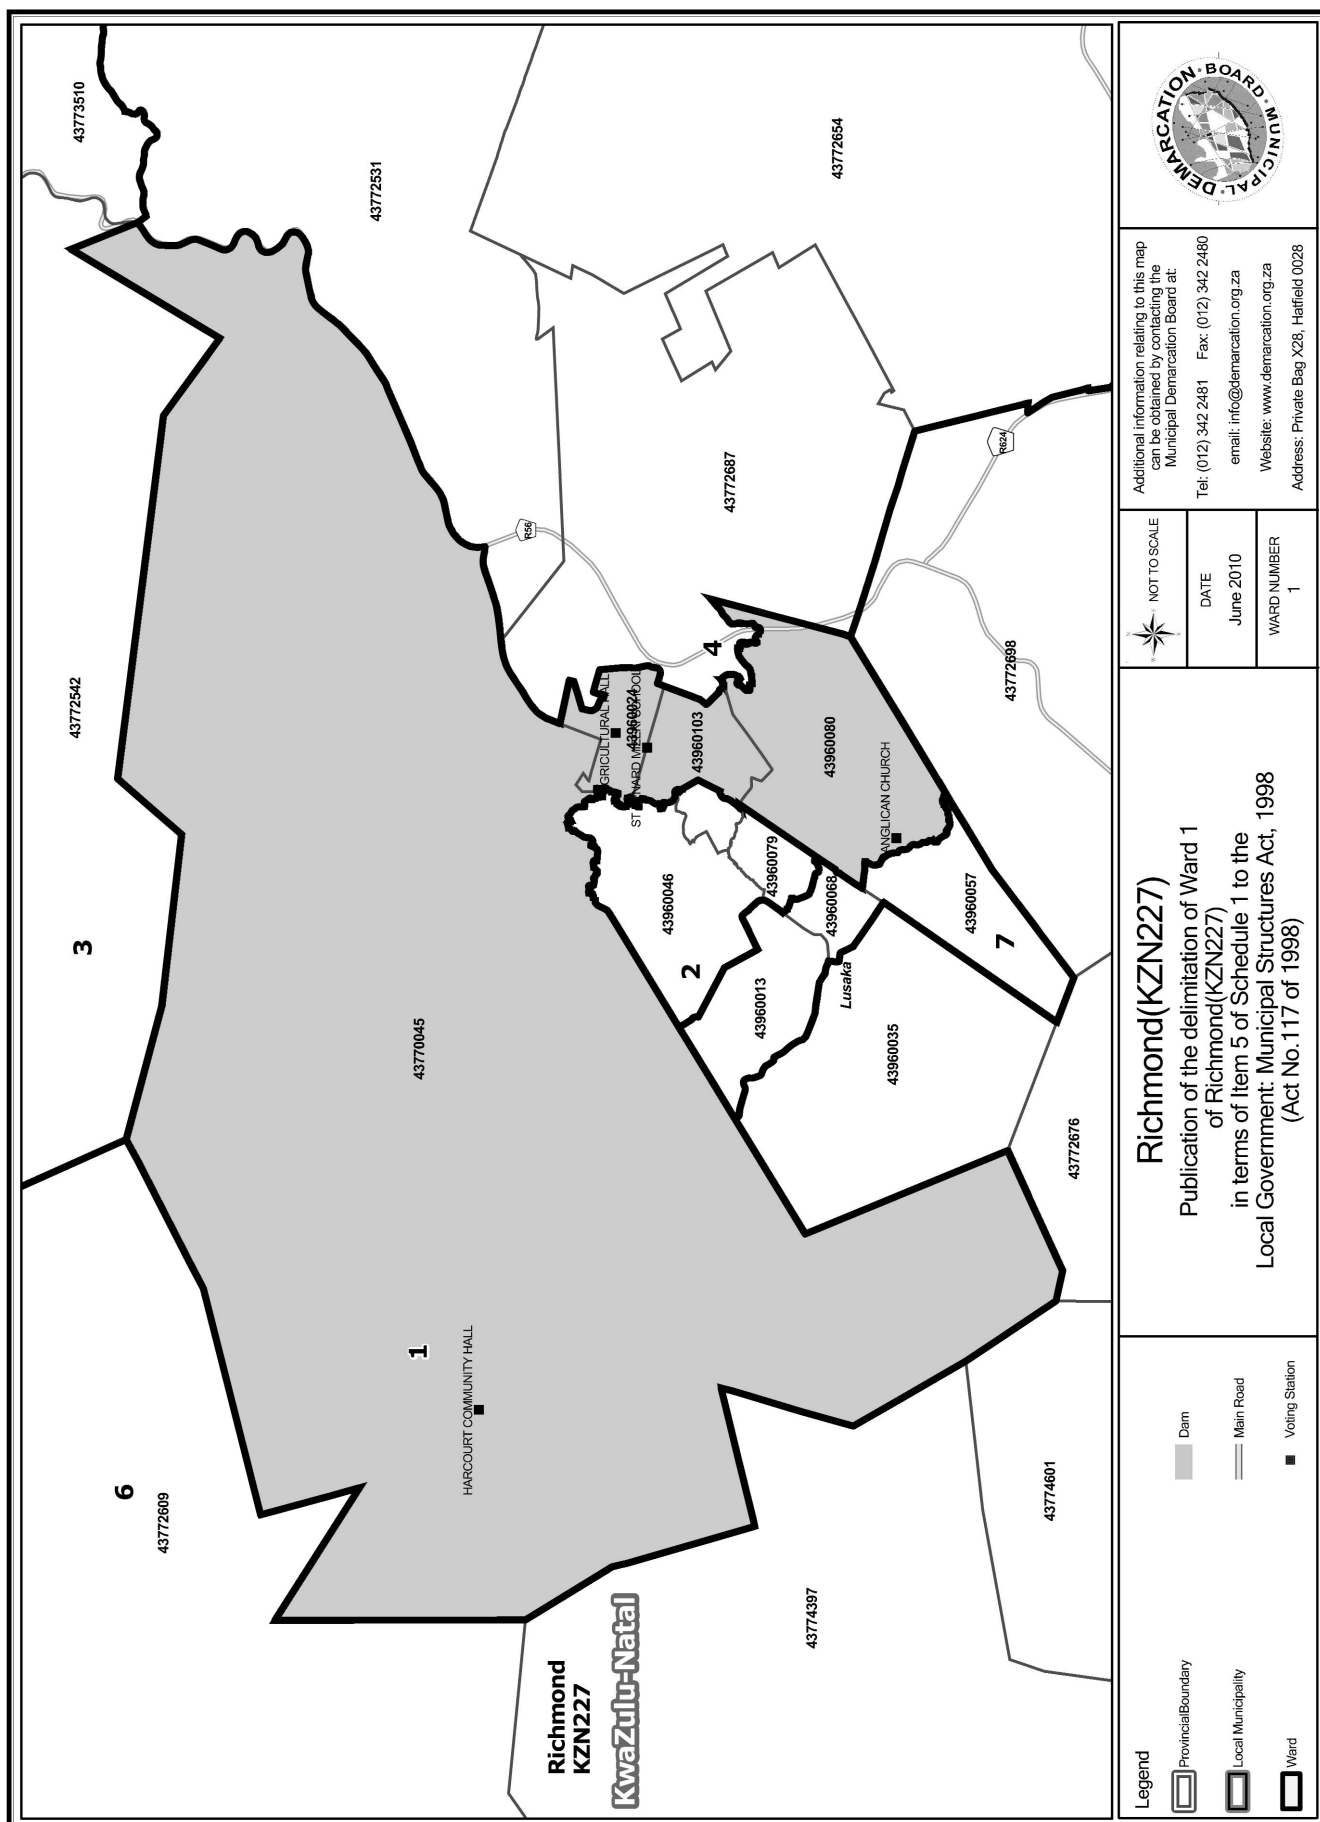 6
43772609
3
43772542
43773510
43772531
1
HARCOURT COMMUNITY HALL
43770045
Richmond
KZN227
KwaZulu-Natal
R56
43772654
43772687
AGRICULTURAL HALL
43960024
43960103
4
43960046
2
43960079
43960080
43960013
43960068
Lusaka
ANGLICAN CHURCH
43960035
43960057
7
43774397
43774601
43772676
43772698
R624
Legend
ProvincialBoundary
Local Municipality
Ward
Dam
Main Road
Voting Station
Richmond(KZN227)
Publication of the delimitation of Ward 1
of Richmond(KZN227)
in terms of Item 5 of Schedule 1 to the
Local Government: Municipal Structures Act, 1998
(Act No.117 of 1998)
N
W
E
S
NOT TO SCALE
DATE
June 2010
WARD NUMBER
1
Additional information relating to this map
can be obtained by contacting the
Municipal Demarcation Board at:
Tel: (012) 342 2481 Fax: (012) 342 2480
email: info@demarcation.org.za
Website: www.demarcation.org.za
Address: Private Bag X28, Hatfield 0028
MUNICIPAL · DEMARCATION · BOARD ·